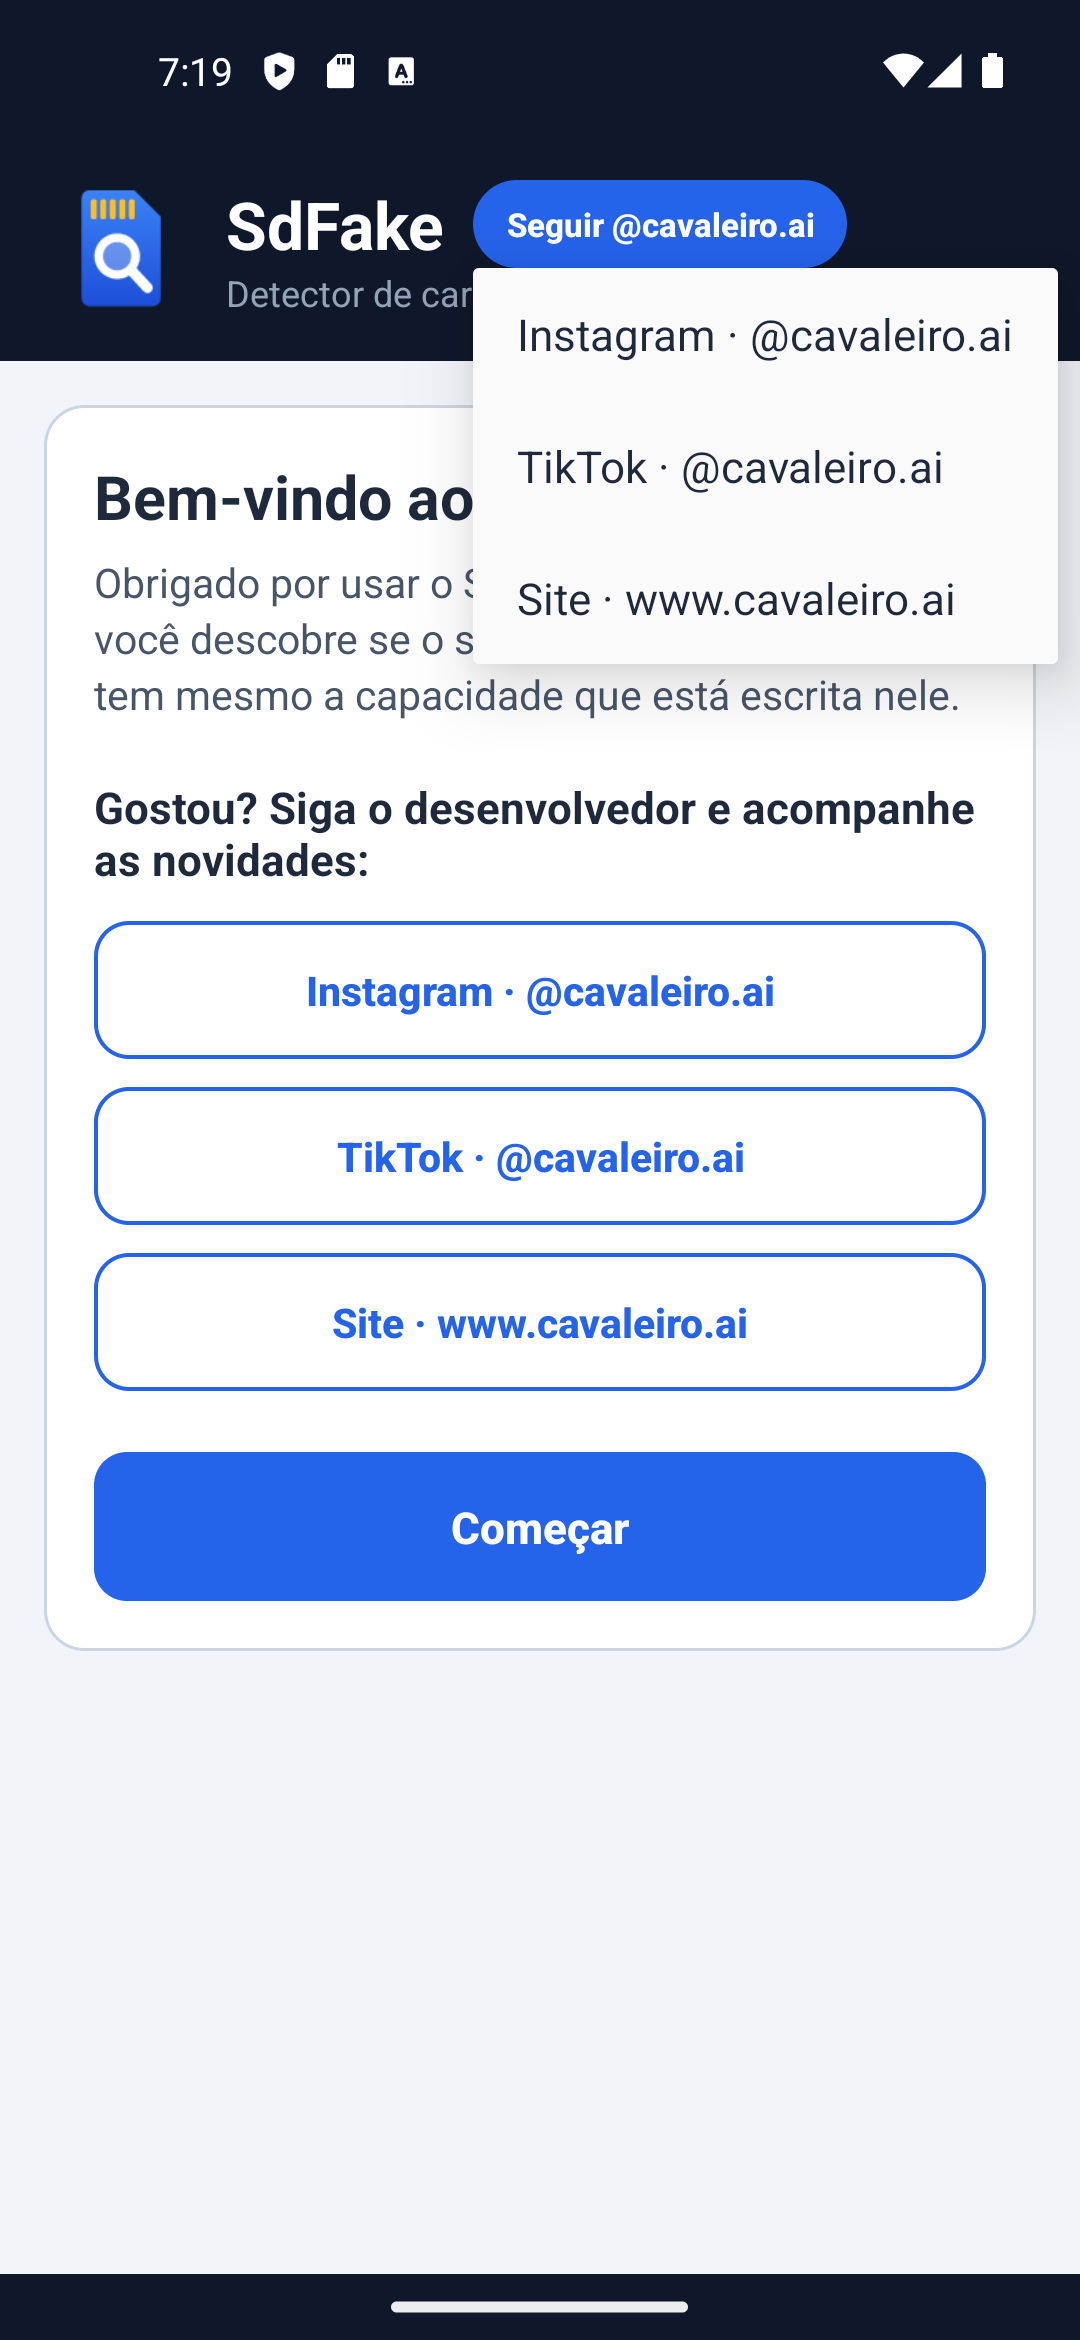 7:19
SdFake
Seguir @cavaleiro.ai
Detector de car
Instagram · @cavaleiro.ai
TikTok · @cavaleiro.ai
Site · www.cavaleiro.ai
Bem-vindo ao
Obrigado por usar o
você descobre se o s
tem mesmo a capacidade que está escrita nele.
Gostou? Siga o desenvolvedor e acompanhe
as novidades:
Instagram · @cavaleiro.ai
TikTok · @cavaleiro.ai
Site · www.cavaleiro.ai
Começar